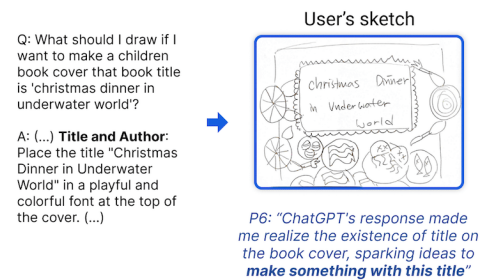 Q: What should I draw if I
want to make a children
book cover that book title
is 'christmas dinner in
underwater world'?
A: (...) Title and Author:
Place the title "Christmas
Dinner in Underwater
World" in a playful and
colorful font at the top of
the cover. (...)
User's sketch
Christmas Dinner
in Underwater
World
P6: "ChatGPT's response made
me realize the existence of title on
the book cover, sparking ideas to
make something with this title"